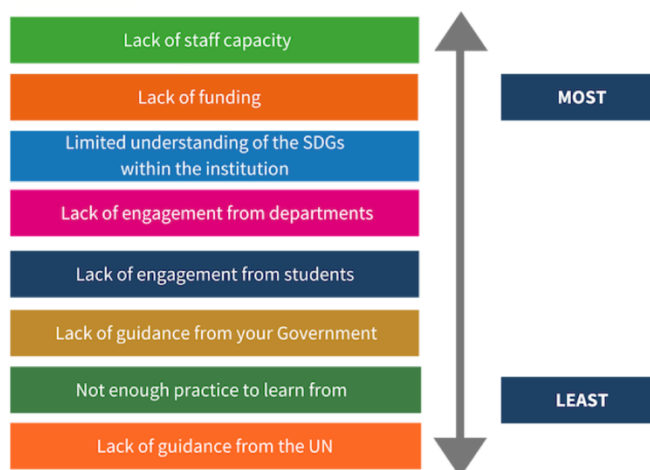 Lack of staff capacity
Lack of funding
MOST
Limited understanding of the SDGs
within the institution
Lack of engagement from departments
Lack of engagement from students
Lack of guidance from your Government
Not enough practice to learn from
LEAST
Lack of guidance from the UN